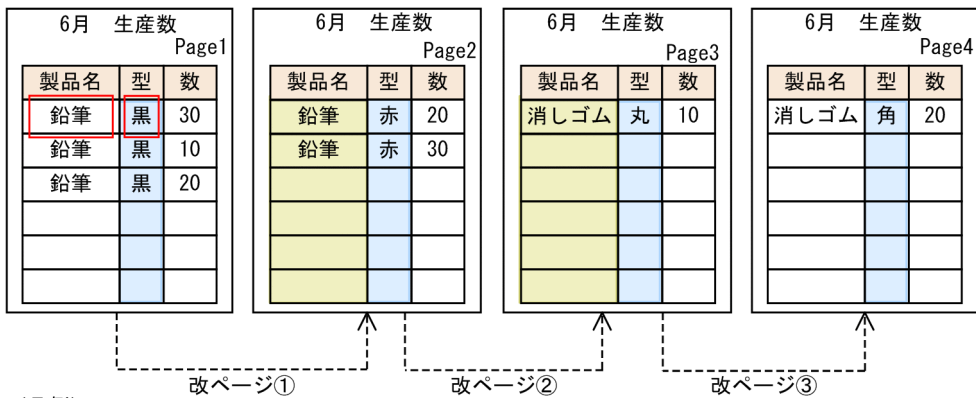 6月 生産数
Page1
製品名 型 数
鉛筆 黒 30
鉛筆 黒 10
鉛筆 黒 20
6月 生産数
Page2
製品名 型 数
鉛筆 赤 20
鉛筆 赤 30
6月 生産数
Page3
製品名 型 数
消しゴム 丸 10
6月 生産数
Page4
製品名 型 数
消しゴム 角 20
改ページ①
改ページ②
改ページ③